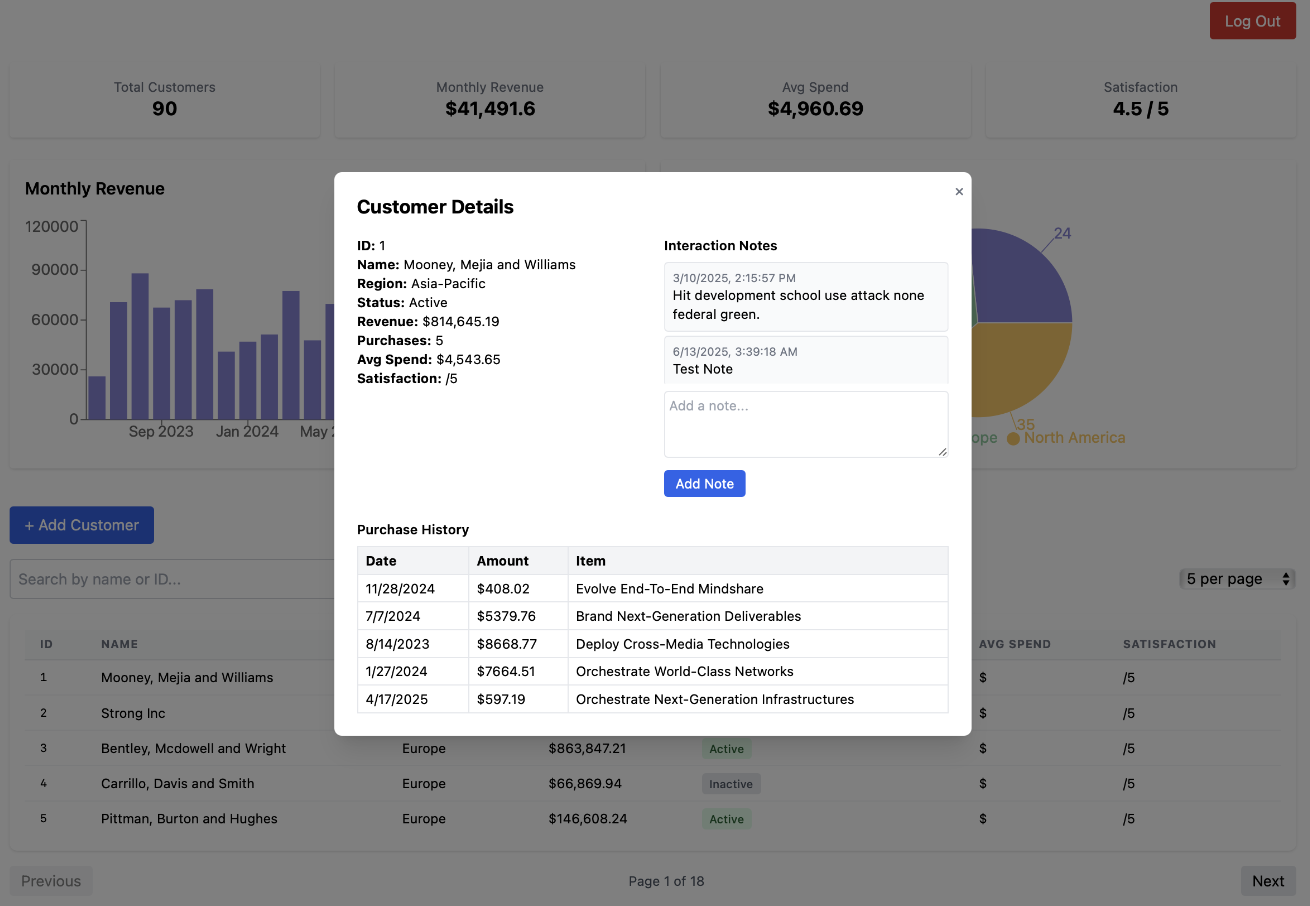 Log Out
Total Customers
90
Monthly Revenue
$41,491.6
Avg Spend
$4,960.69
Satisfaction
4.5 / 5
Monthly Revenue
120000
90000
60000
30000
0
Sep 2023 Jan 2024 May 2
24
35
ope North America
×
Customer Details
ID: 1
Name: Mooney, Mejia and Williams
Region: Asia-Pacific
Status: Active
Revenue: $814,645.19
Purchases: 5
Avg Spend: $4,543.65
Satisfaction: /5
Interaction Notes
3/10/2025, 2:15:57 PM
Hit development school use attack none
federal green.
6/13/2025, 3:39:18 AM
Test Note
Add a note...
Add Note
Purchase History
Date Amount Item
11/28/2024 $408.02 Evolve End-To-End Mindshare
7/7/2024 $5379.76 Brand Next-Generation Deliverables
8/14/2023 $8668.77 Deploy Cross-Media Technologies
1/27/2024 $7664.51 Orchestrate World-Class Networks
4/17/2025 $597.19 Orchestrate Next-Generation Infrastructures
+ Add Customer
Search by name or ID...
5 per page
ID NAME AVG SPEND SATISFACTION
1 Mooney, Mejia and Williams $ /5
2 Strong Inc $ /5
3 Bentley, Mcdowell and Wright Europe $863,847.21 Active $ /5
4 Carrillo, Davis and Smith Europe $66,869.94 Inactive $ /5
5 Pittman, Burton and Hughes Europe $146,608.24 Active $ /5
Previous Page 1 of 18 Next